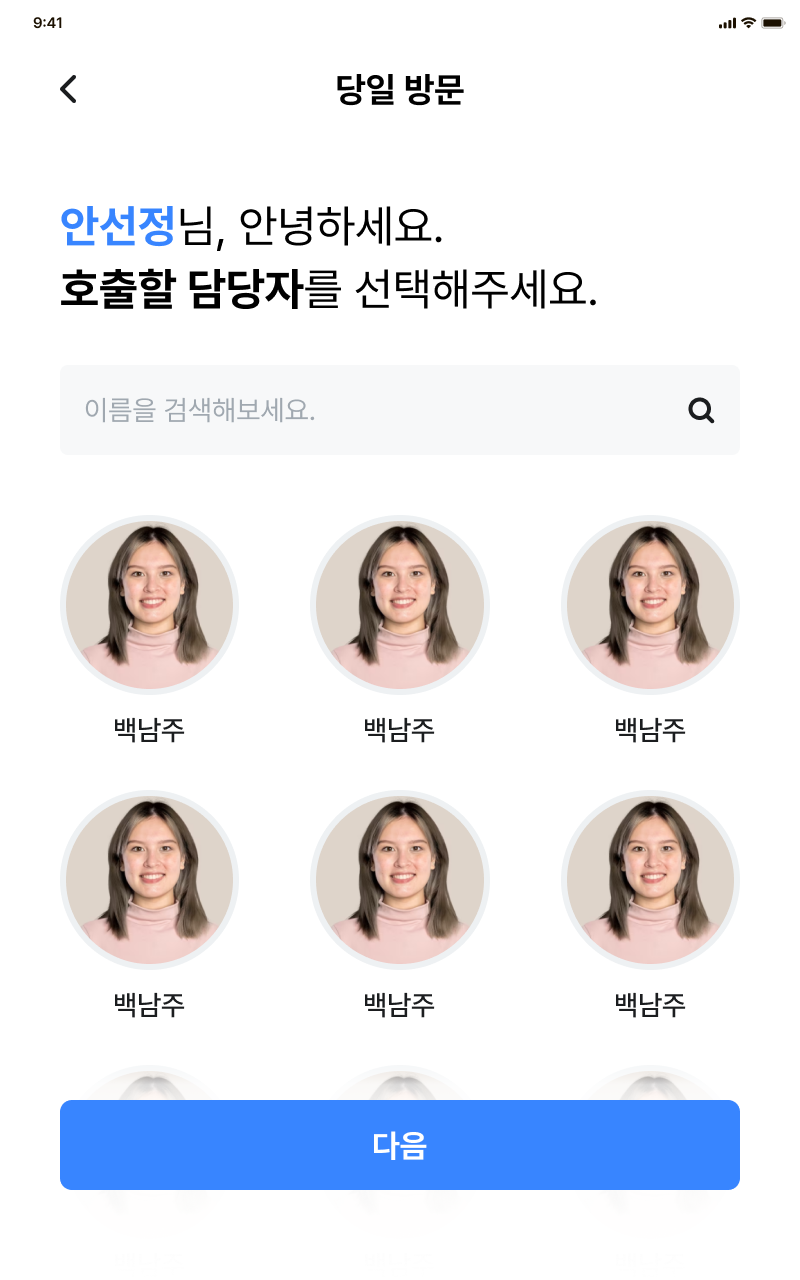 9:41
당일 방문
안선정님, 안녕하세요.
호출할 담당자를 선택해주세요.
이름을 검색해보세요.
백남주 백남주 백남주
백남주 백남주 백남주
다음